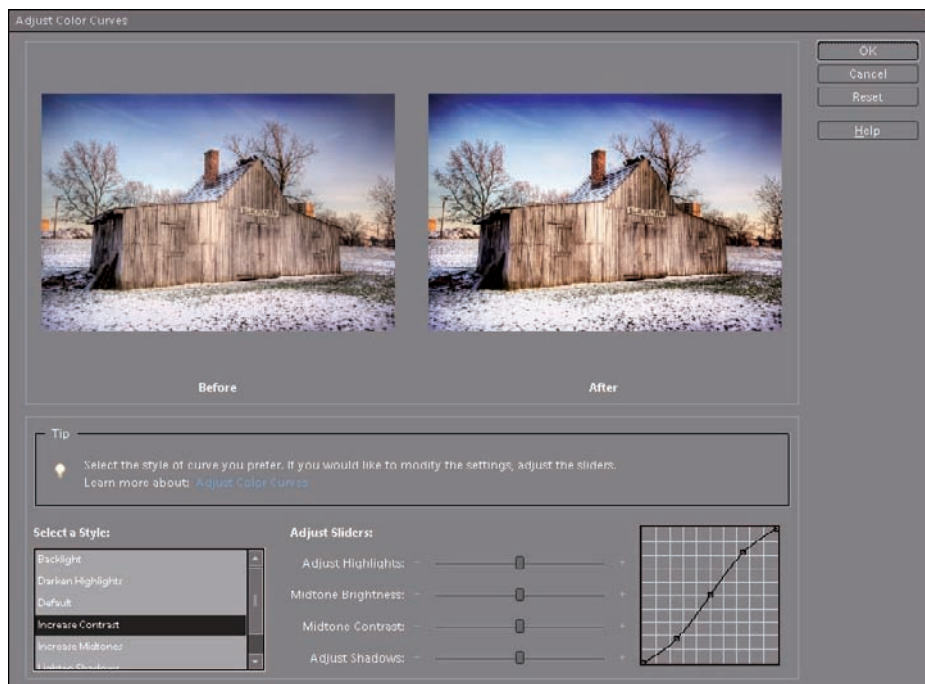 Adjust Color Curves
OK
Cancel
Reset
Help
Before
After
Tip
Select the style of curve you prefer. If you would like to modify the settings, adjust the sliders.
Learn more about: Adjust Color Curves
Select a Style:
Backlight
Darken Highlights
Default
Increase Contrast
Increase Midtones
Lighten Shadows
Adjust Sliders:
Adjust Highlights: - +
Midtone Brightness: - +
Midtone Contrast: - +
Adjust Shadows: - +